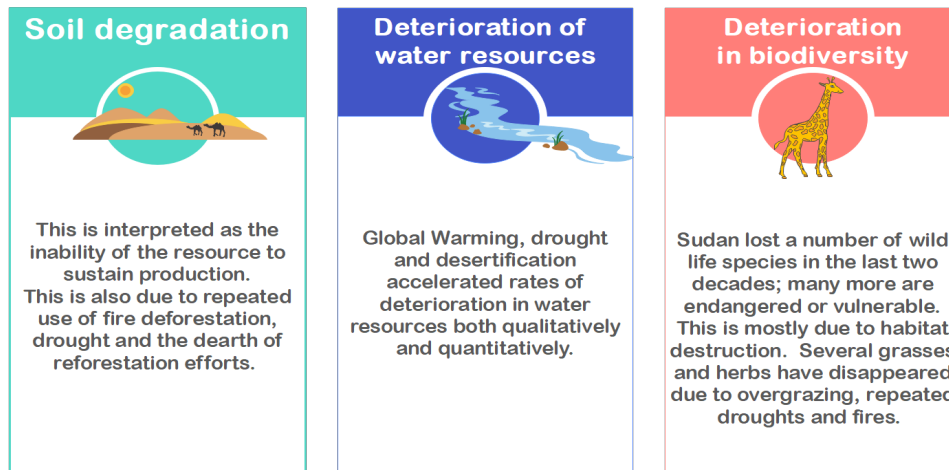 Soil degradation
This is interpreted as the
inability of the resource to
sustain production.
This is also due to repeated
use of fire deforestation,
drought and the dearth of
reforestation efforts.
Deterioration of
water resources
Global Warming, drought
and desertification
accelerated rates of
deterioration in water
resources both qualitatively
and quantitatively.
Deterioration
in biodiversity
Sudan lost a number of wild
life species in the last two
decades; many more are
endangered or vulnerable.
This is mostly due to habitat
destruction. Several grasses
and herbs have disappeared
due to overgrazing, repeated
droughts and fires.